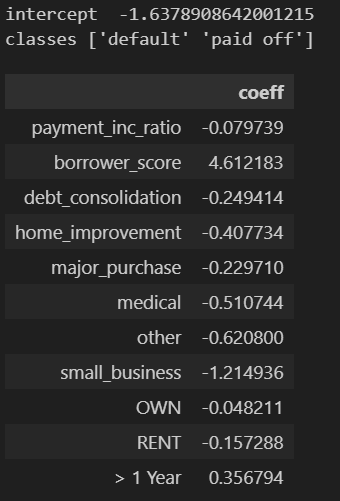 intercept  -1.6378908642001215
classes ['default' 'paid off']
coeff
payment_inc_ratio -0.079739
borrower_score 4.612183
debt_consolidation -0.249414
home_improvement -0.407734
major_purchase -0.229710
medical -0.510744
other -0.620800
small_business -1.214936
OWN -0.048211
RENT -0.157288
> 1 Year 0.356794